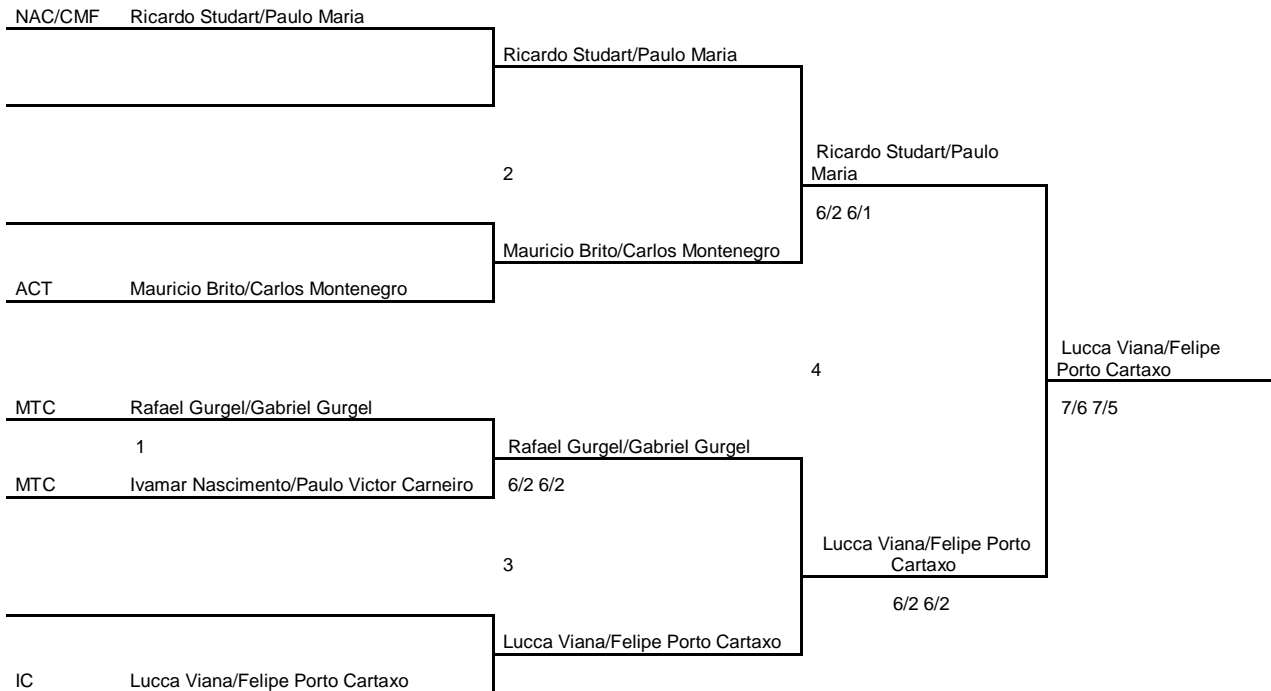 NAC/CMF Ricardo Studart/Paulo Maria
Ricardo Studart/Paulo Maria
Ricardo Studart/Paulo
Maria
2
6/2 6/1
Mauricio Brito/Carlos Montenegro
ACT Mauricio Brito/Carlos Montenegro
Lucca Viana/Felipe
Porto Cartaxo
4
7/6 7/5
MTC Rafael Gurgel/Gabriel Gurgel
1
Rafael Gurgel/Gabriel Gurgel
MTC Ivamar Nascimento/Paulo Victor Carneiro
6/2 6/2
Lucca Viana/Felipe Porto
Cartaxo
3
6/2 6/2
Lucca Viana/Felipe Porto Cartaxo
IC Lucca Viana/Felipe Porto Cartaxo